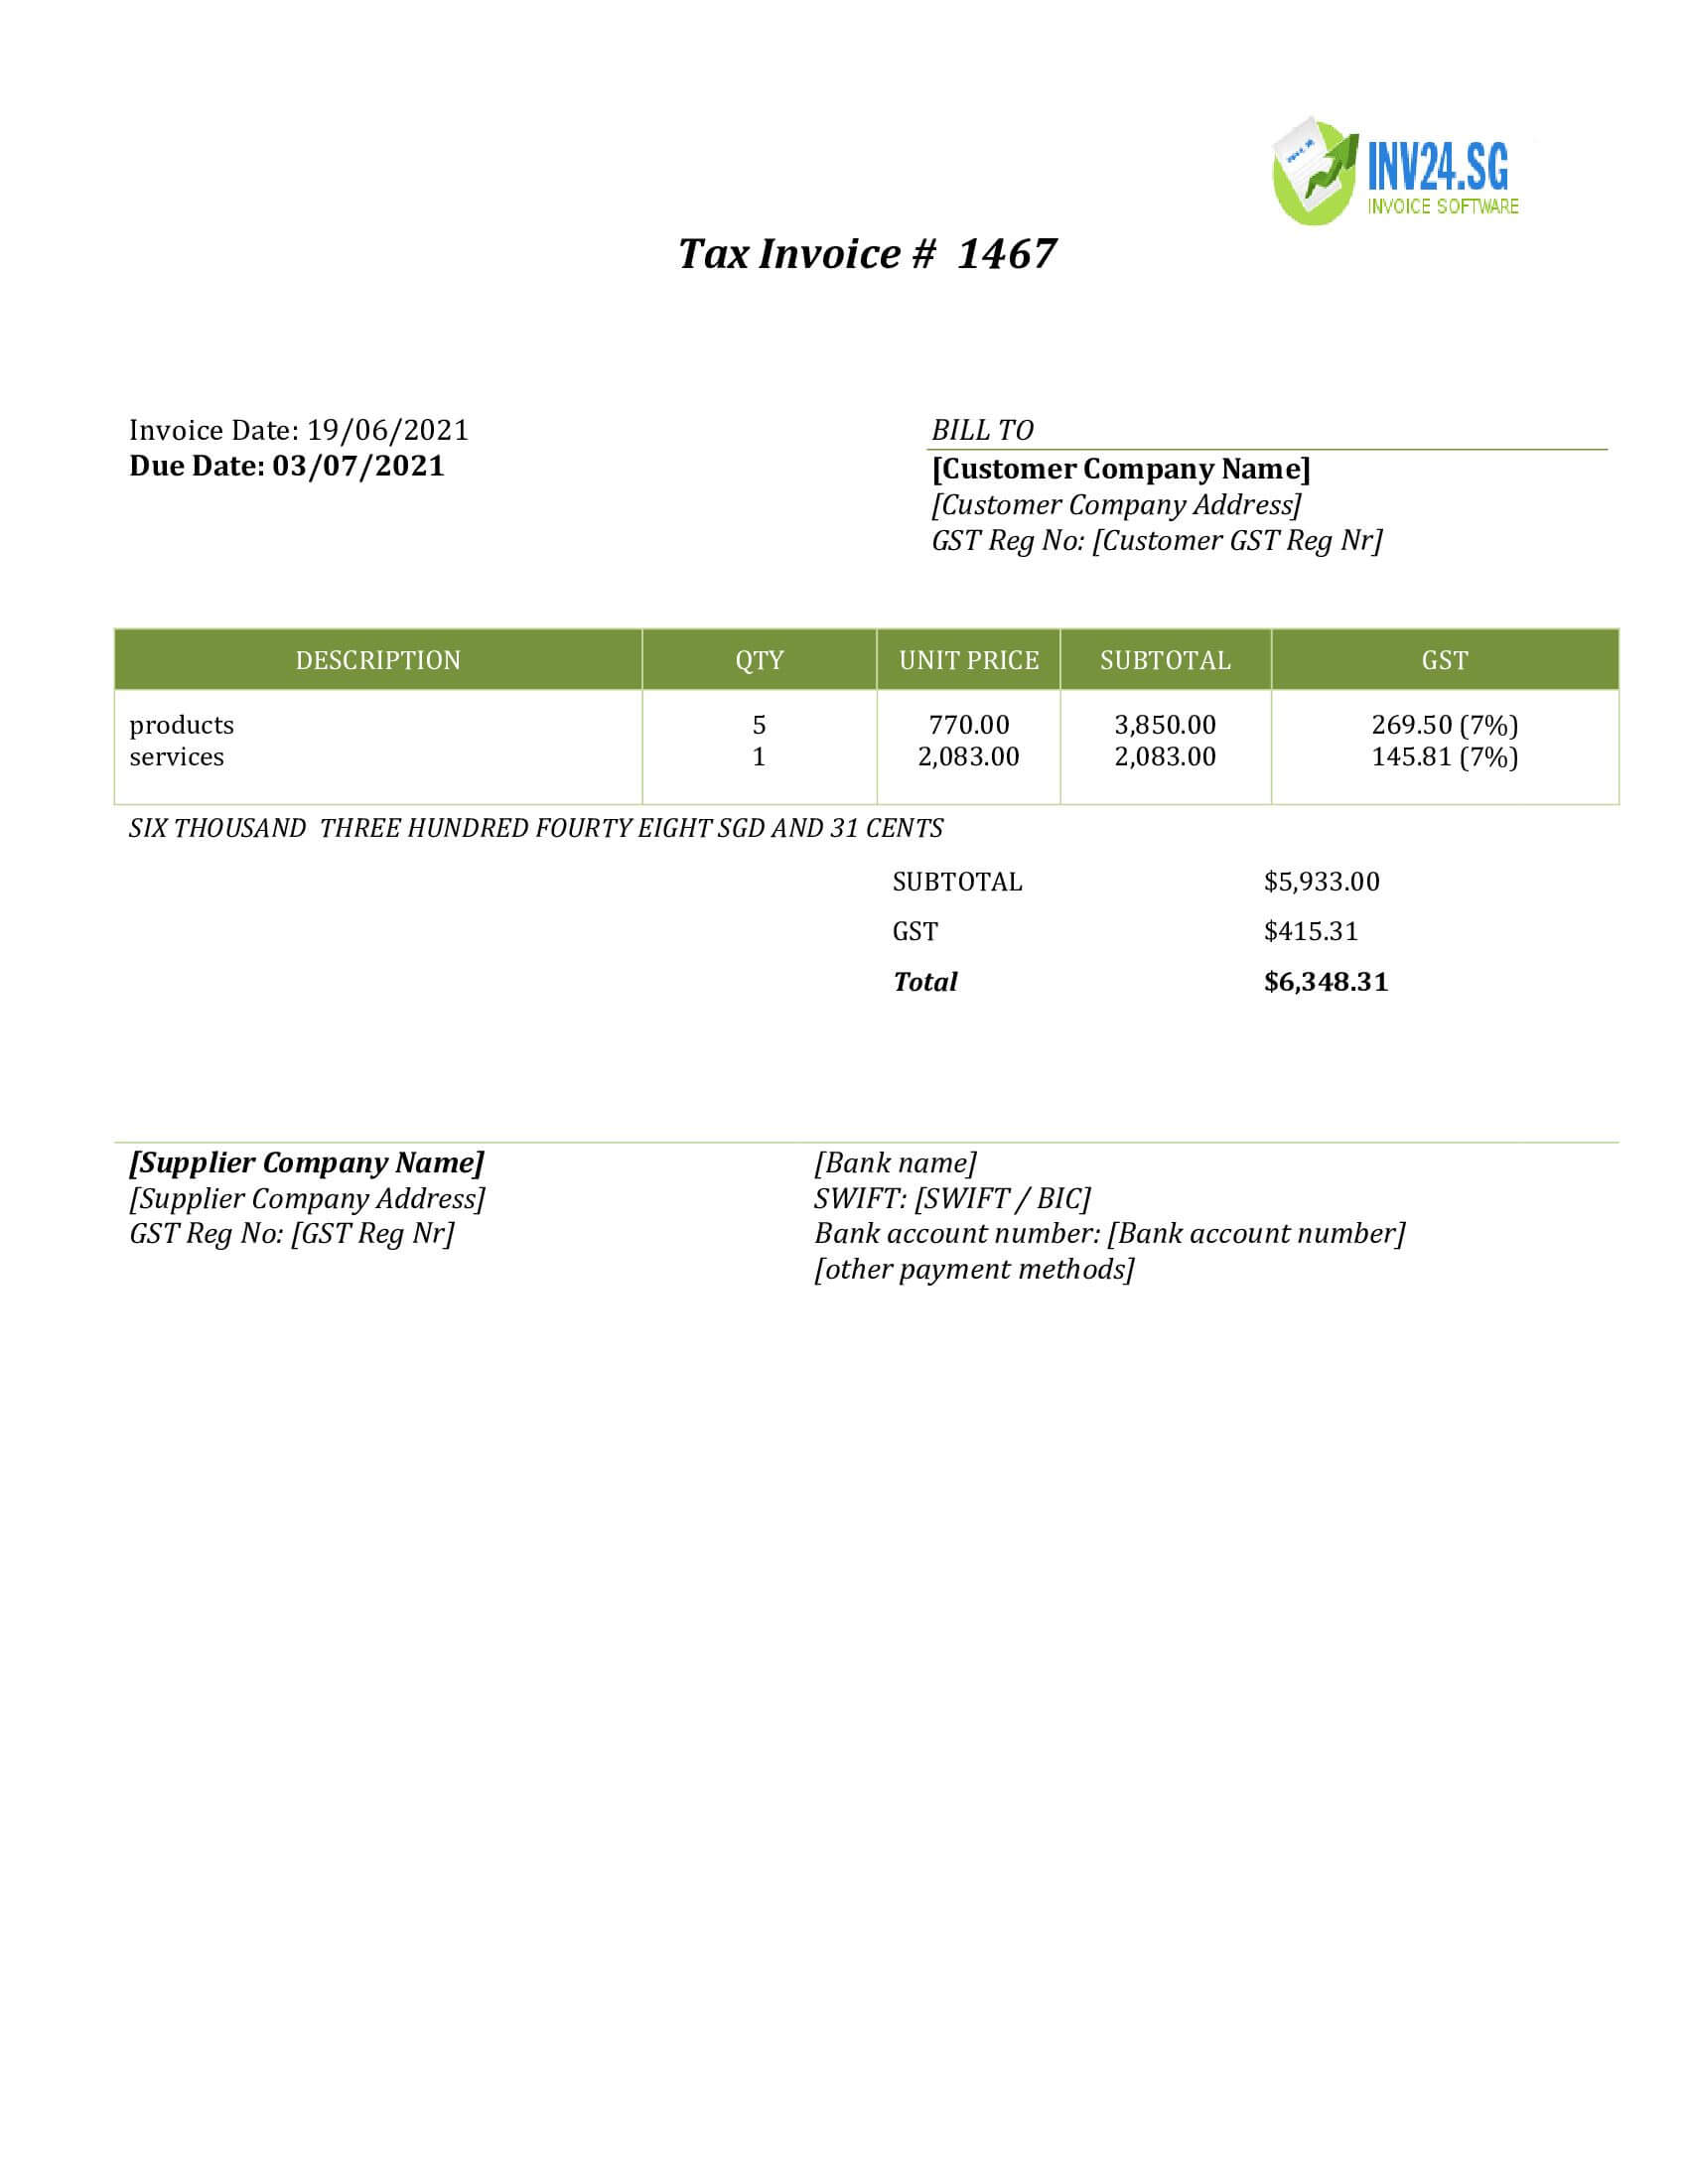 INV24.SG
INVOICE SOFTWARE
Tax Invoice #  1467
Invoice Date: 19/06/2021
Due Date: 03/07/2021
BILL TO
[Customer Company Name]
[Customer Company Address]
GST Reg No: [Customer GST Reg Nr]
DESCRIPTION QTY UNIT PRICE SUBTOTAL GST
products 5 770.00 3,850.00 269.50 (7%)
services 1 2,083.00 2,083.00 145.81 (7%)
SIX THOUSAND  THREE HUNDRED FOURTY EIGHT SGD AND 31 CENTS
SUBTOTAL $5,933.00
GST $415.31
Total $6,348.31
[Supplier Company Name]
[Supplier Company Address]
GST Reg No: [GST Reg Nr]
[Bank name]
SWIFT: [SWIFT / BIC]
Bank account number: [Bank account number]
[other payment methods]